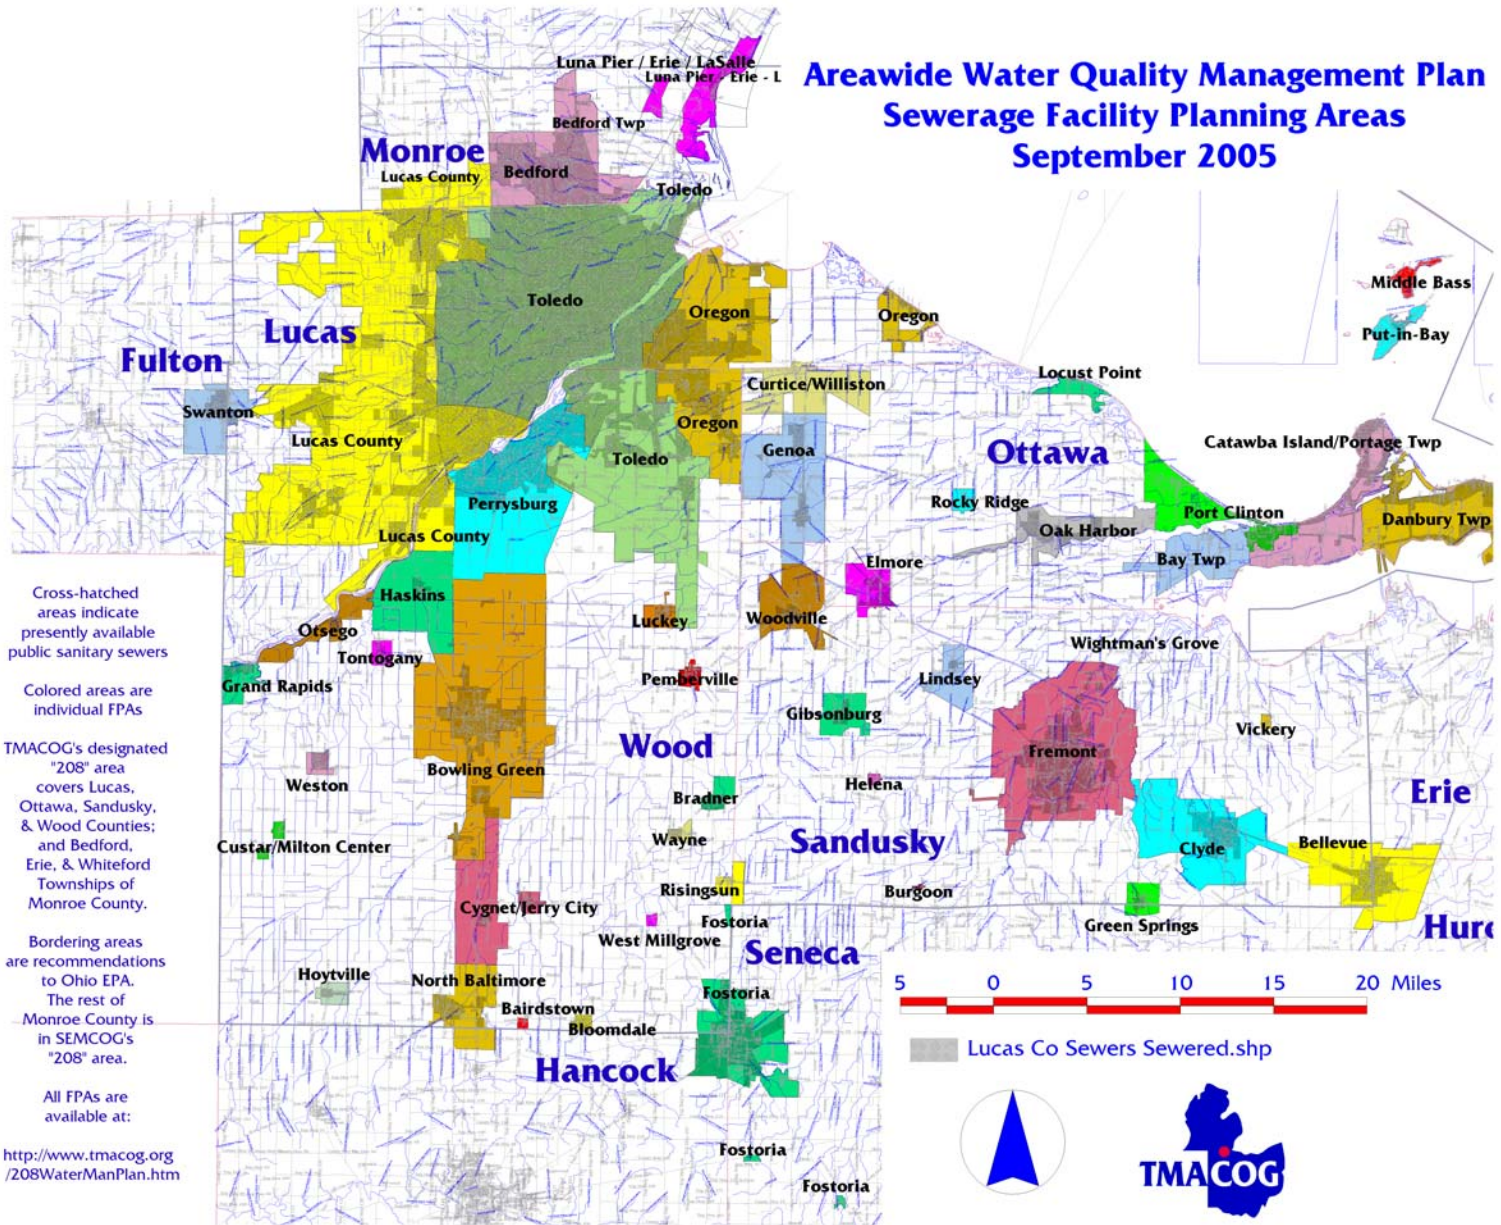 Areawide Water Quality Management Plan
Sewerage Facility Planning Areas
September 2005
Luna Pier / Erie / LaSalle
Luna Pier - Erie - L
Bedford Twp
Monroe
Bedford
Lucas County
Toledo
Middle Bass
Toledo
Oregon
Oregon
Lucas
Put-in-Bay
Fulton
Locust Point
Curtice/Williston
Swanton
Oregon
Lucas County
Catawba Island/Portage Twp
Genoa
Ottawa
Toledo
Perrysburg
Rocky Ridge
Port Clinton
Danbury Twp
Oak Harbor
Lucas County
Bay Twp
Elmore
Cross-hatched
areas indicate
presently available
public sanitary sewers
Haskins
Luckey
Woodville
Otsego
Wightman's Grove
Tontogany
Grand Rapids
Pemberville
Lindsey
Colored areas are
individual FPAs
Gibsonburg
Vickery
Wood
Fremont
TMACOG's designated
"208" area
covers Lucas,
Ottawa, Sandusky,
& Wood Counties;
and Bedford,
Erie, & Whiteford
Townships of
Monroe County.
Bowling Green
Weston
Helena
Erie
Bradner
Wayne
Sandusky
Custar/Milton Center
Clyde
Bellevue
Risingsun
Burgoon
Cygnet/Jerry City
Fostoria
Green Springs
West Millgrove
Huro
Seneca
Bordering areas
are recommendations
to Ohio EPA.
The rest of
Monroe County is
in SEMCOG's
"208" area.
Hoytville
North Baltimore
Fostoria
Bairdstown
Bloomdale
Hancock
5 0 5 10 15 20 Miles
Lucas Co Sewers Sewered.shp
All FPAs are
available at:
http://www.tmacog.org
/208WaterManPlan.htm
Fostoria
Fostoria
TMACOG